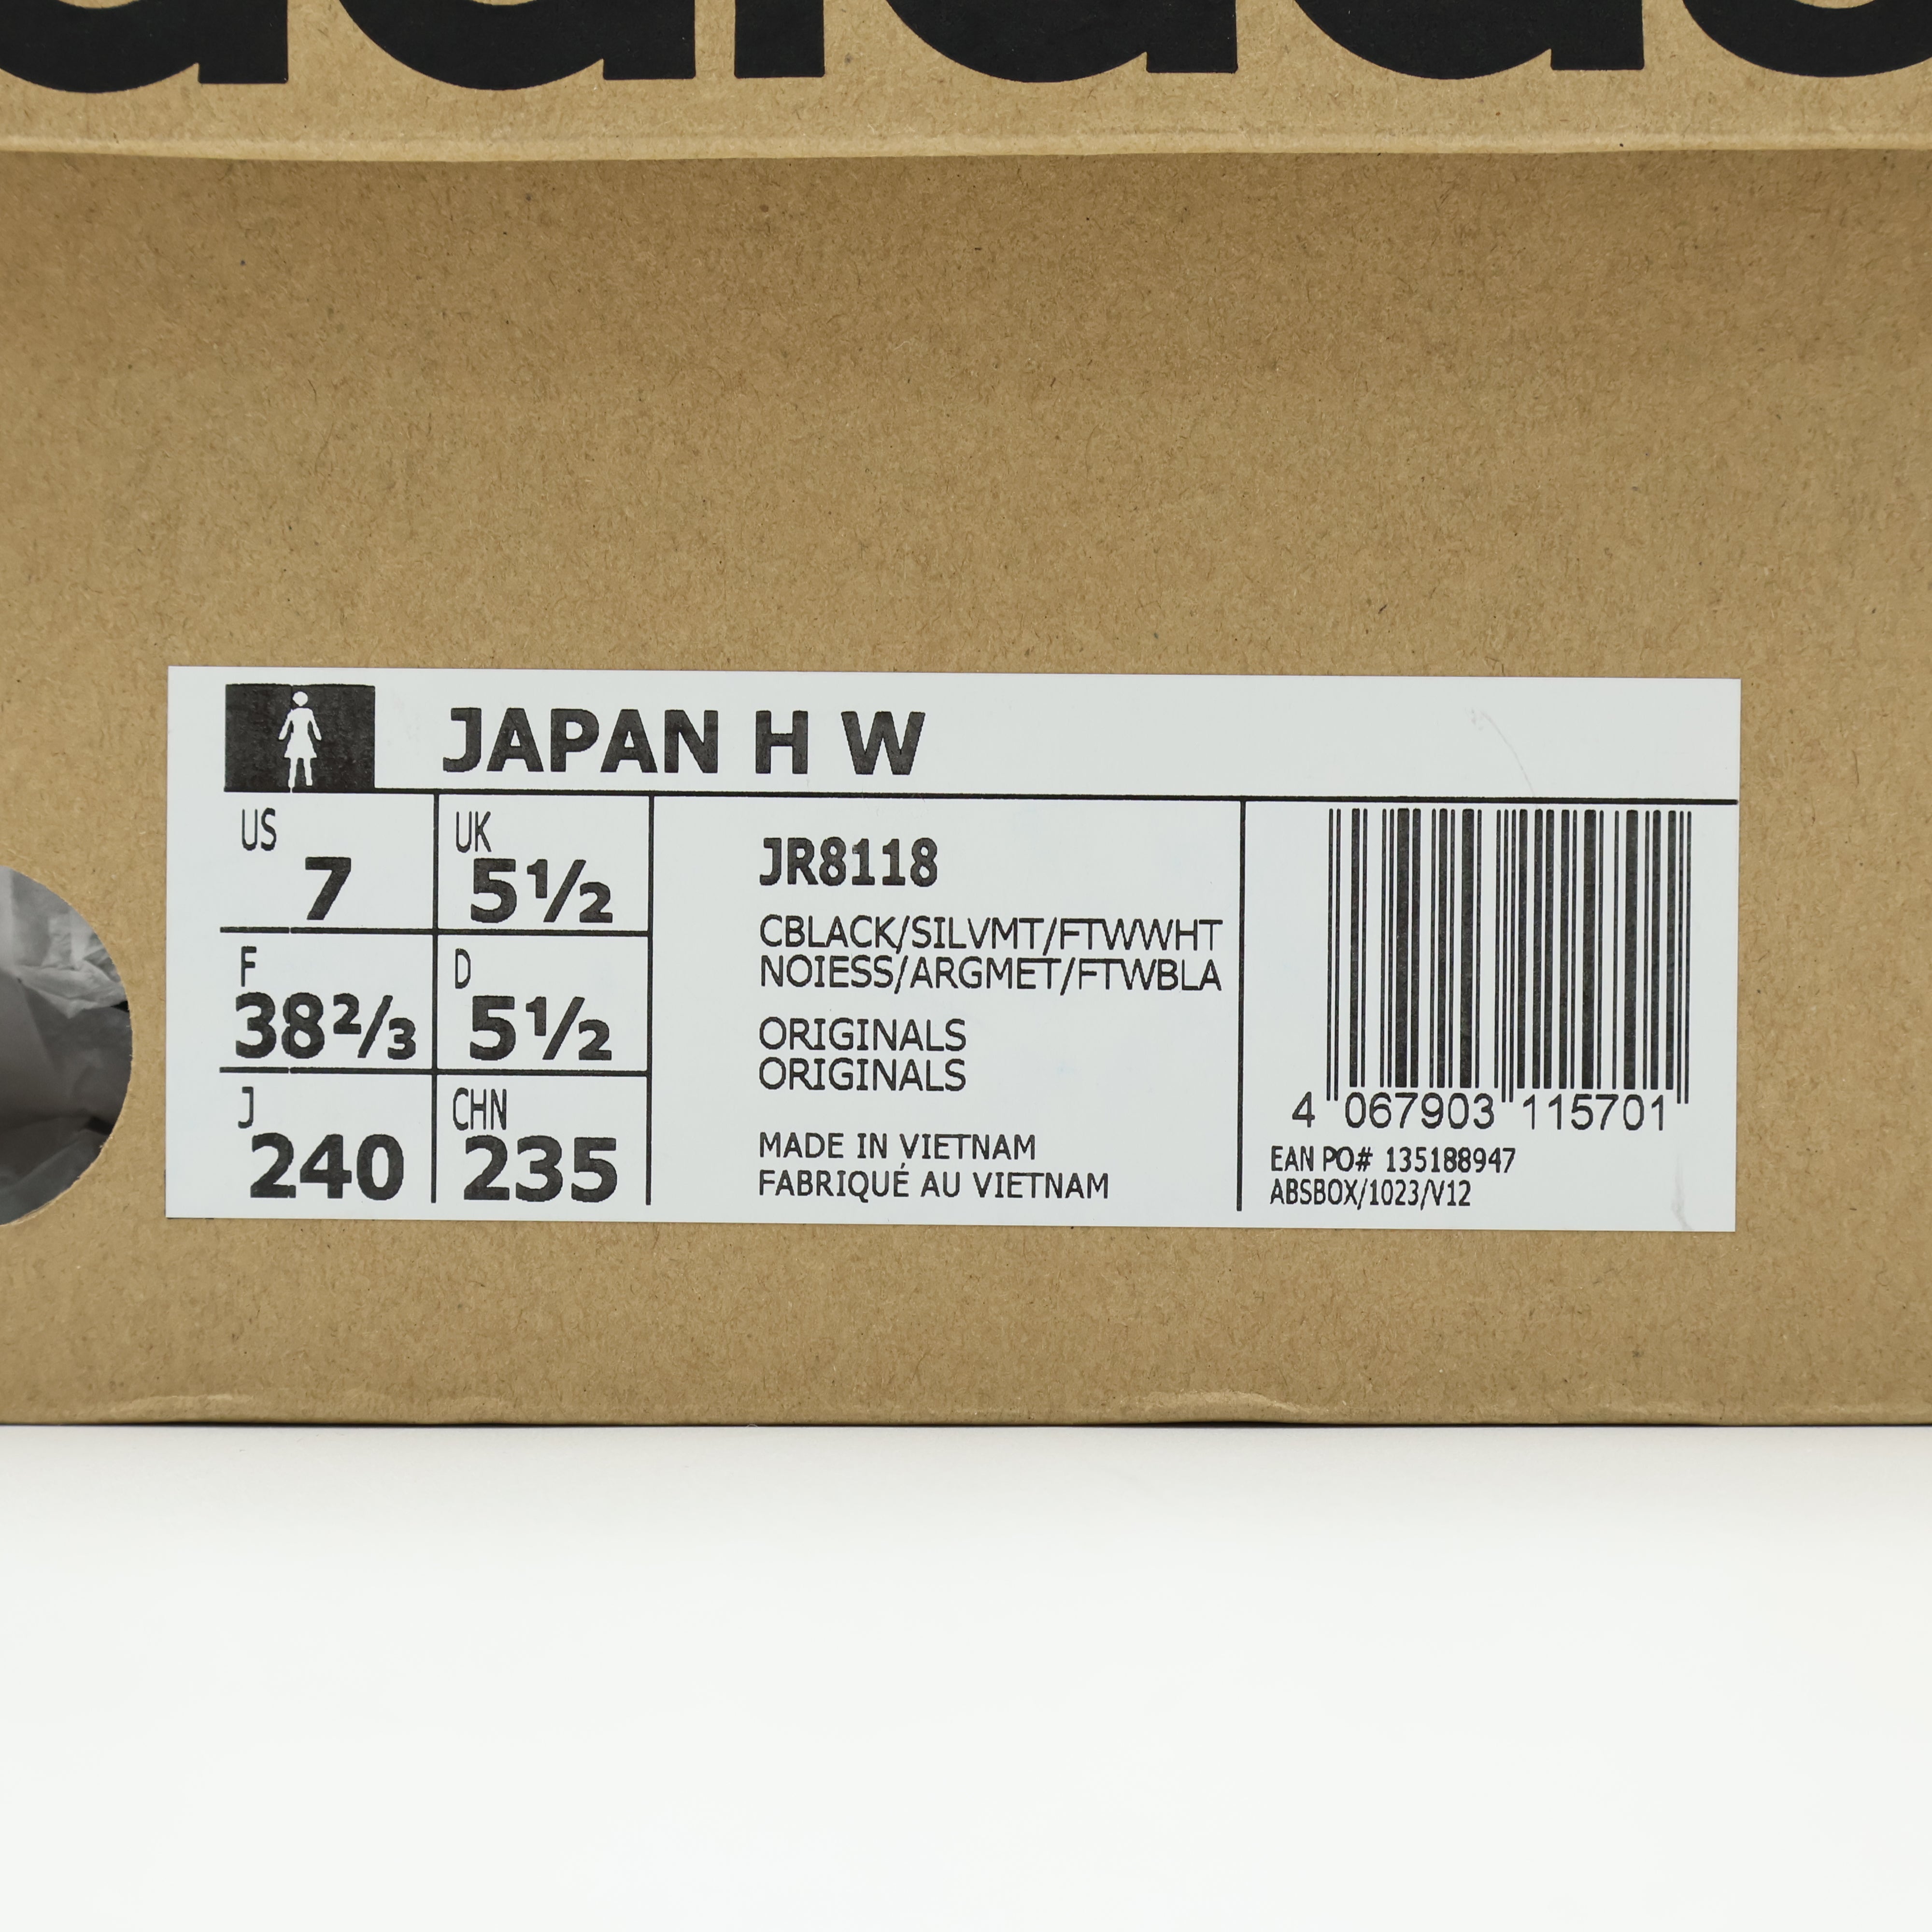 adidas
JAPAN H W
US 7
UK 5½
F 38⅔
D 5½
J 240
CHN 235
JR8118
CBLACK/SILVMT/FTWWHT
NOIESS/ARGMET/FTWBLA
ORIGINALS
ORIGINALS
MADE IN VIETNAM
FABRIQUÉ AU VIETNAM
4 067903 115701
EAN PO# 135188947
ABSBOX/1023/V12